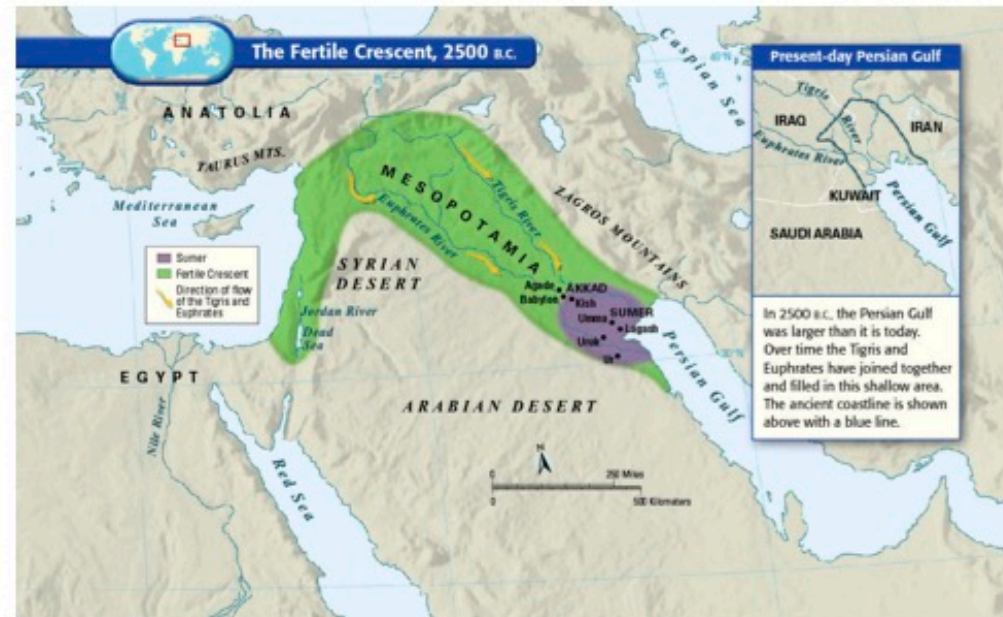 The Fertile Crescent, 2500 B.C.
Present-day Persian Gulf
Caspian Sea
40°N
50°E
ANATOLIA
TAURUS MTS.
Mediterranean
Sea
MESOPOTAMIA
Tigris River
Euphrates River
ZAGROS MOUNTAINS
Sumer
Fertile Crescent
Direction of flow
of the Tigris and
Euphrates
SYRIAN
DESERT
Jordan River
Dead
Sea
Agade
AKKAD
Babylon
Kish
Umma
SUMER
Lagash
Uruk
Ur
Persian Gulf
30°N
EGYPT
Nile River
Red Sea
ARABIAN DESERT
N
0
250 Miles
0
500 Kilometers
Tigris
River
IRAQ
IRAN
Euphrates River
KUWAIT
Persian Gulf
SAUDI ARABIA
In 2500 B.C., the Persian Gulf
was larger than it is today.
Over time the Tigris and
Euphrates have joined together
and filled in this shallow area.
The ancient coastline is shown
above with a blue line.